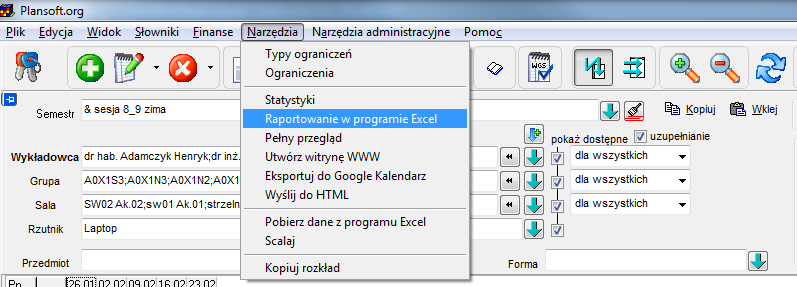 Plansoft.org
Plik Edycja Widok Słowniki Finanse Narzędzia Narzędzia administracyjne Pomoc
WGS
Typy ograniczeń
Ograniczenia
Statystyki
Raportowanie w programie Excel
Pełny przegląd
Utwórz witrynę WWW
Eksportuj do Google Kalendarz
Wyślij do HTML
Pobierz dane z programu Excel
Scalaj
Kopiuj rozkład
Semestr & sesja 8_9 zima Kopiuj Wklej
pokaż dostępne uzupełnianie
Wykładowca dr hab. Adamczyk Henryk;dr inż. dla wszystkich
Grupa A0X1S3;A0X1N3;A0X1N2;A0X1 dla wszystkich
Sala SW02 Ak.02;sw01 Ak.01;strzeln dla wszystkich
Rzutnik Laptop
Przedmiot Forma
Pn 26.01 02.02 09.02 16.02 23.02